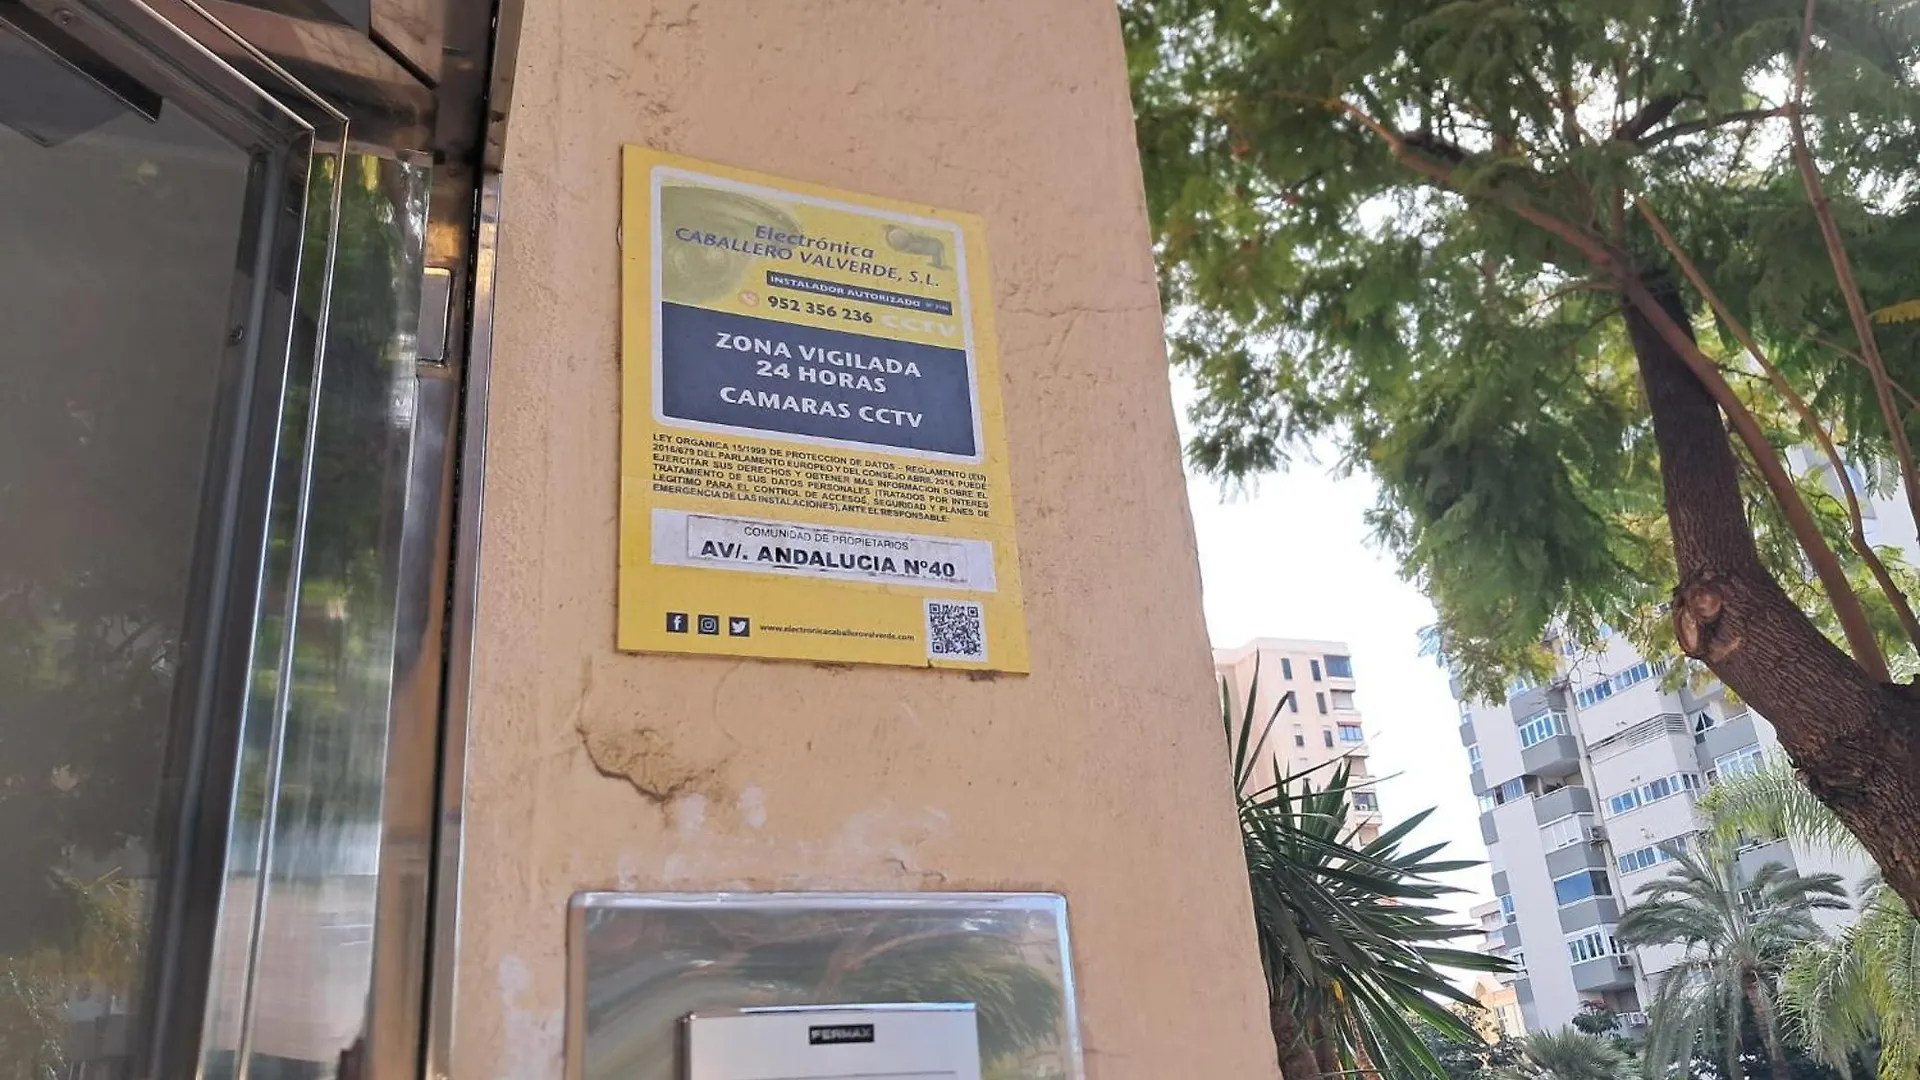 Electrónica
CABALLERO VALVERDE, S.L.
INSTALADOR AUTORIZADO
952 356 236 CCTV
ZONA VIGILADA
24 HORAS
CAMARAS CCTV
LEY ORGANICA 15/1999 DE PROTECCION DE DATOS – REGLAMENTO (EU)
2016/679 DEL PARLAMENTO EUROPEO Y DEL CONSEJO ABRIL 2016, PUEDE
EJERCITAR SUS DERECHOS Y OBTENER MAS INFORMACION SOBRE EL
TRATAMIENTO DE SUS DATOS PERSONALES (TRATADOS POR INTERES
LEGITIMO PARA EL CONTROL DE ACCESOS, SEGURIDAD Y PLANES DE
EMERGENCIA DE LAS INSTALACIONES), ANTE EL RESPONSABLE:
COMUNIDAD DE PROPIETARIOS
AV/. ANDALUCIA Nº40
www.electronicacaballerovalverde.com
FERMAX